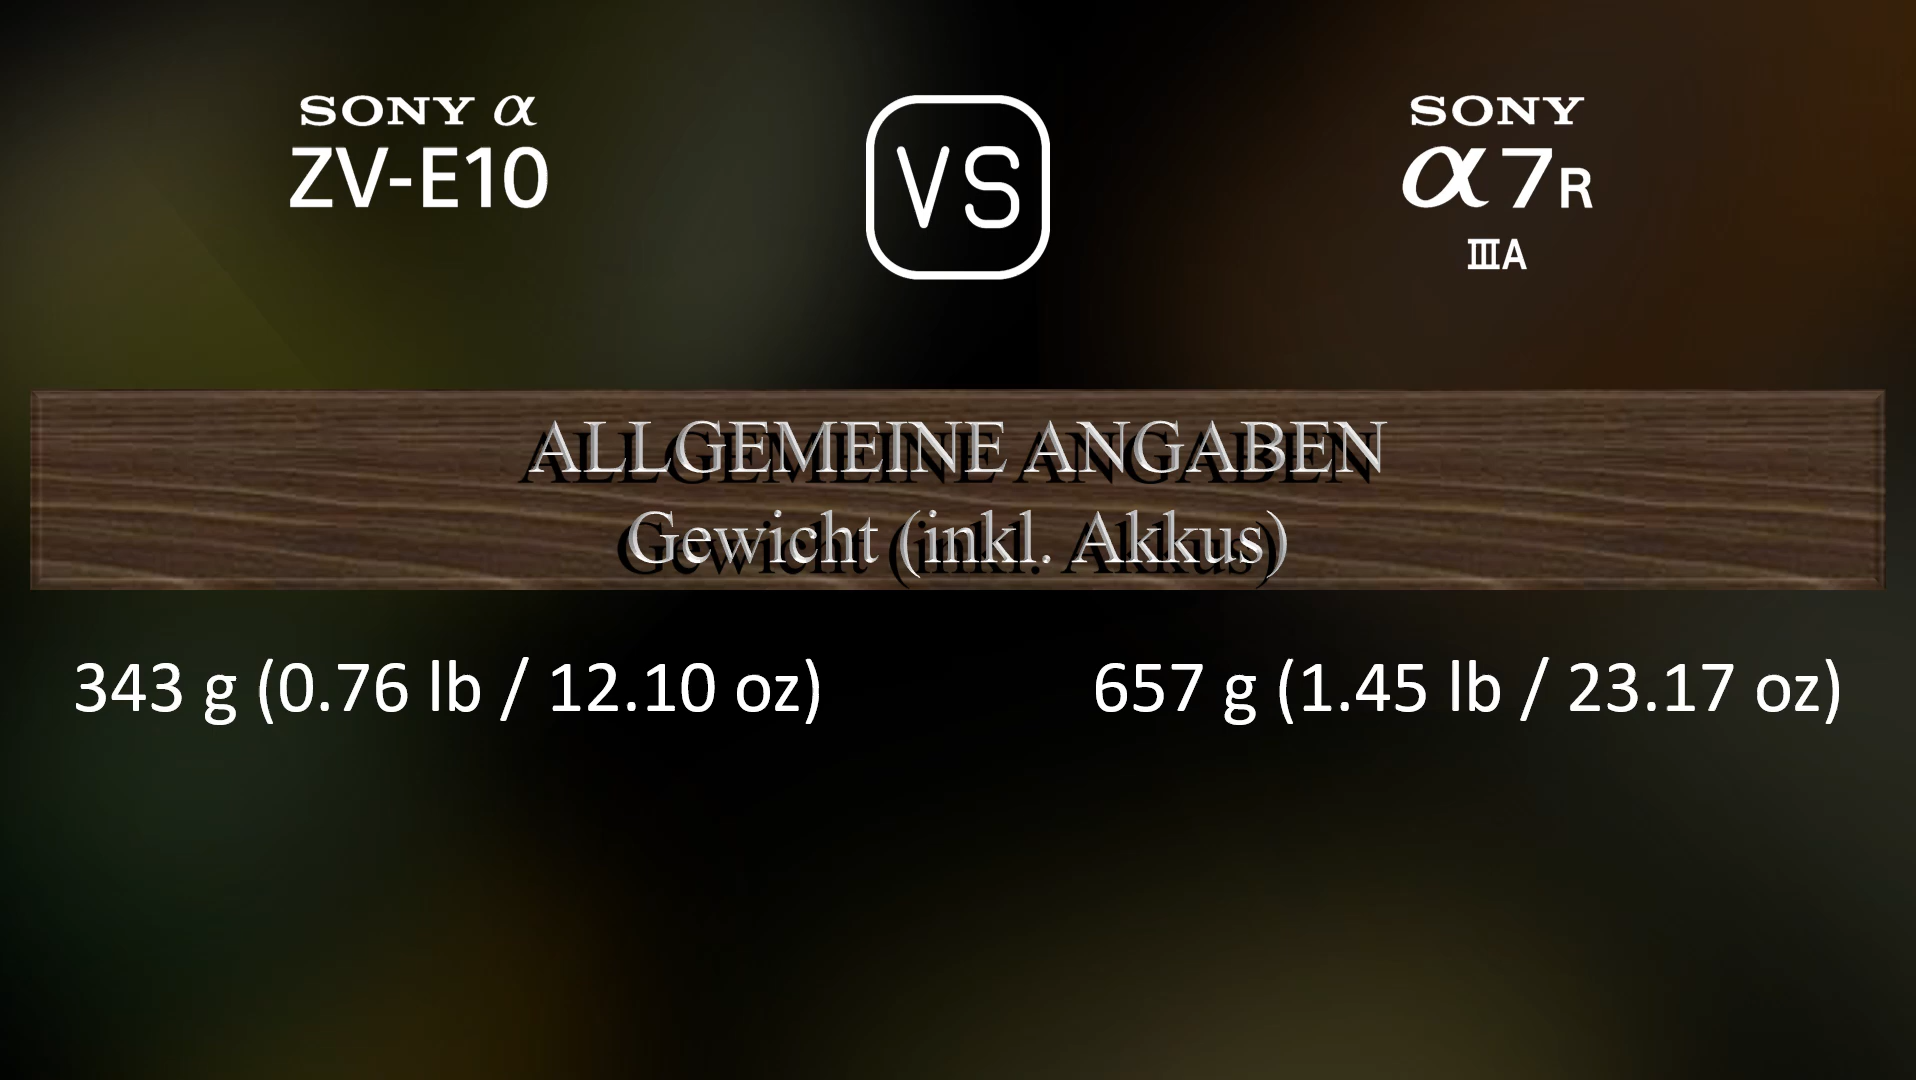 SONY α
ZV-E10
VS
SONY
α7R
IIIA
ALLGEMEINE ANGABEN
Gewicht (inkl. Akkus)
343 g (0.76 lb / 12.10 oz)
657 g (1.45 lb / 23.17 oz)